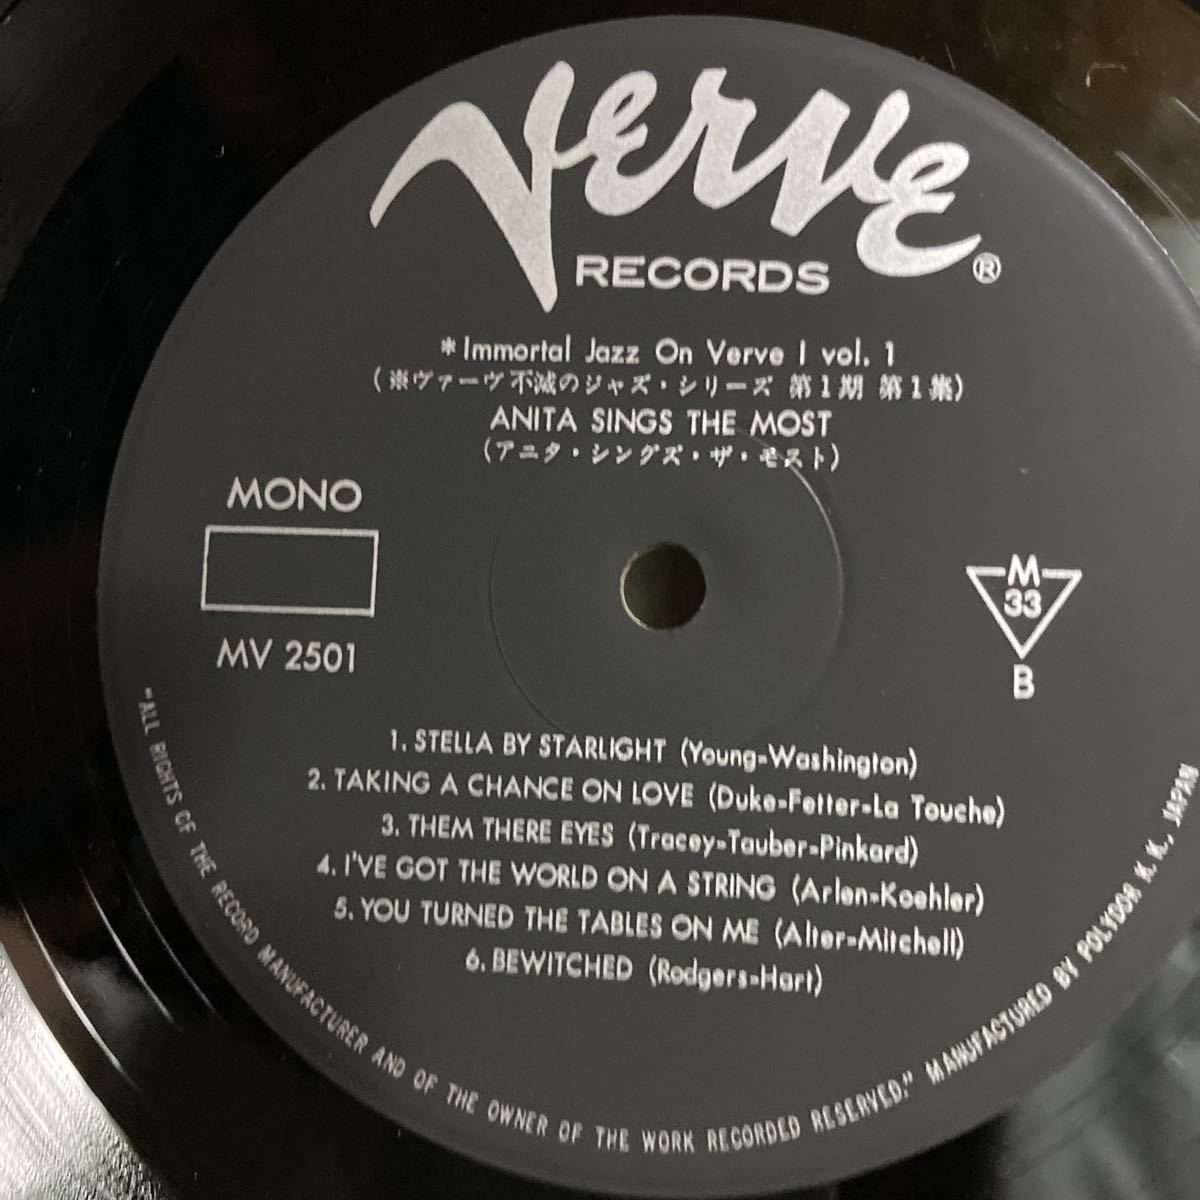 Verve
RECORDS ®
*Immortal Jazz On Verve I vol. 1
(※ヴァーヴ不滅のジャズ・シリーズ 第1期 第1集)
ANITA SINGS THE MOST
(アニタ・シングズ・ザ・モスト)
MONO
MV 2501
M
33
B
1. STELLA BY STARLIGHT (Young=Washington)
2. TAKING A CHANCE ON LOVE (Duke=Fetter=La Touche)
3. THEM THERE EYES (Tracey=Tauber=Pinkard)
4. I'VE GOT THE WORLD ON A STRING (Arlen=Koehler)
5. YOU TURNED THE TABLES ON ME (Alter=Mitchell)
6. BEWITCHED (Rodgers=Hart)
"ALL RIGHTS OF THE RECORD MANUFACTURER AND OF THE OWNER OF THE WORK RECORDED RESERVED." MANUFACTURED BY POLYDOR K.K., JAPAN